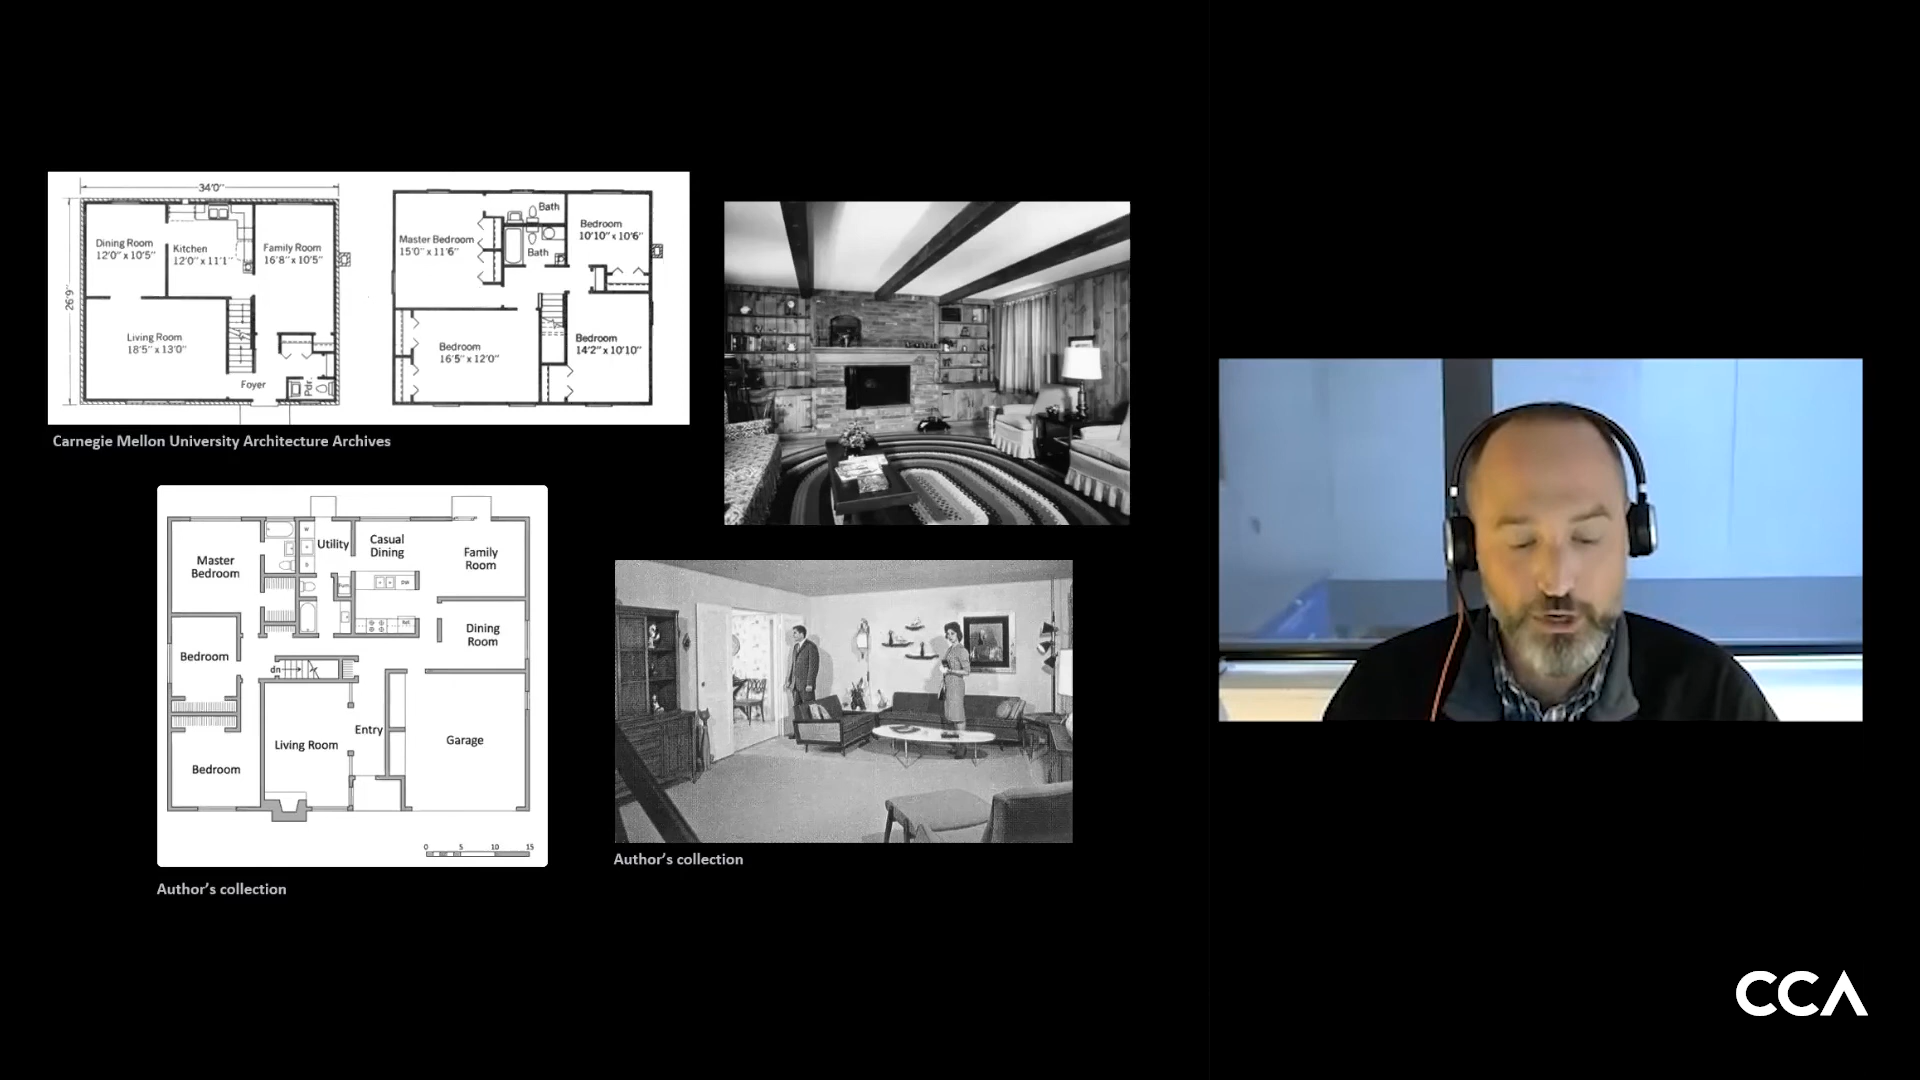 34'0"
26'9"
Dining Room
12'0" x 10'5"
Kitchen
12'0" x 11'1"
Family Room
16'8" x 10'5"
Living Room
18'5" x 13'0"
Foyer
Pdr.
Bath
Bath
Master Bedroom
15'0" x 11'6"
Bedroom
10'10" x 10'6"
Bedroom
16'5" x 12'0"
Bedroom
14'2" x 10'10"
Carnegie Mellon University Architecture Archives
Master
Bedroom
Utility
Casual
Dining
Family
Room
W
D
DW
Dining
Room
Bedroom
dn
Living Room
Entry
Garage
Bedroom
0 5 10 15
Author's collection
Author's collection
CCA